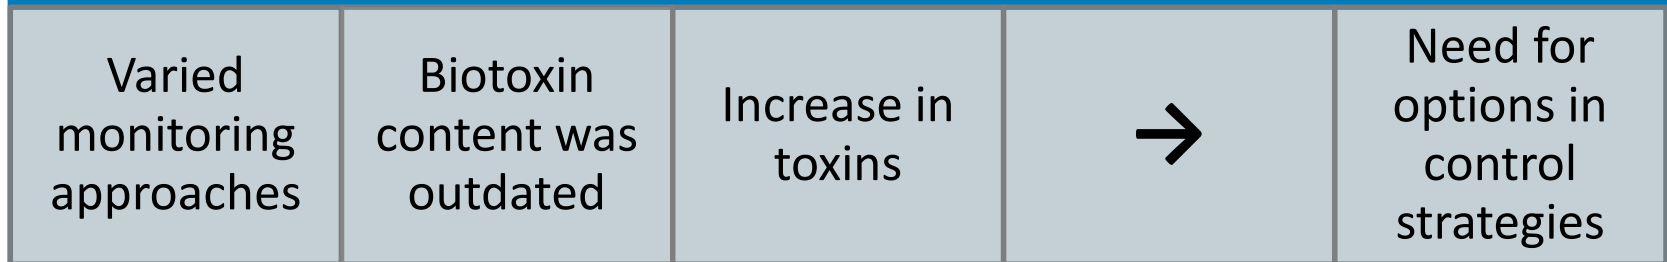 Varied
monitoring
approaches
Biotoxin
content was
outdated
Increase in
toxins
→
Need for
options in
control
strategies